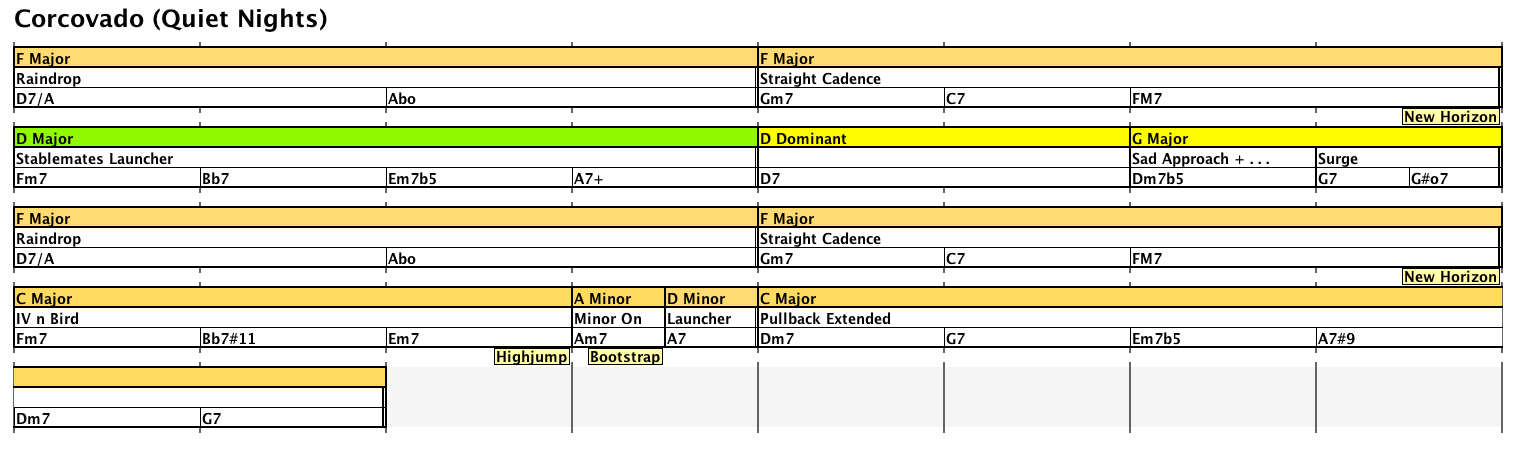 Corcovado (Quiet Nights)
F Major F Major
Raindrop Straight Cadence
D7/A Abo Gm7 C7 FM7
New Horizon
D Major D Dominant G Major
Stablemates Launcher Sad Approach + . . . Surge
Fm7 Bb7 Em7b5 A7+ D7 Dm7b5 G7 G#o7
F Major F Major
Raindrop Straight Cadence
D7/A Abo Gm7 C7 FM7
New Horizon
C Major A Minor D Minor C Major
IV n Bird Minor On Launcher Pullback Extended
Fm7 Bb7#11 Em7 Am7 A7 Dm7 G7 Em7b5 A7#9
Highjump Bootstrap
Dm7 G7